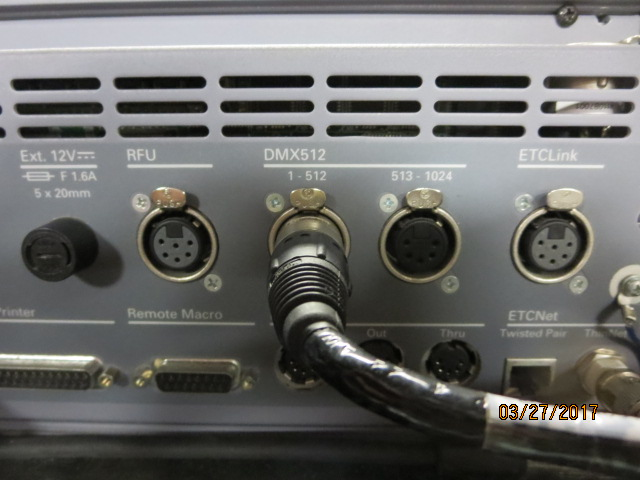 Ext. 12V
F 1.6A
5 x 20mm
RFU
DMX512
1 - 512
513 - 1024
ETCLink
Printer
Remote Macro
Out
Thru
ETCNet
Twisted Pair
03/27/2017